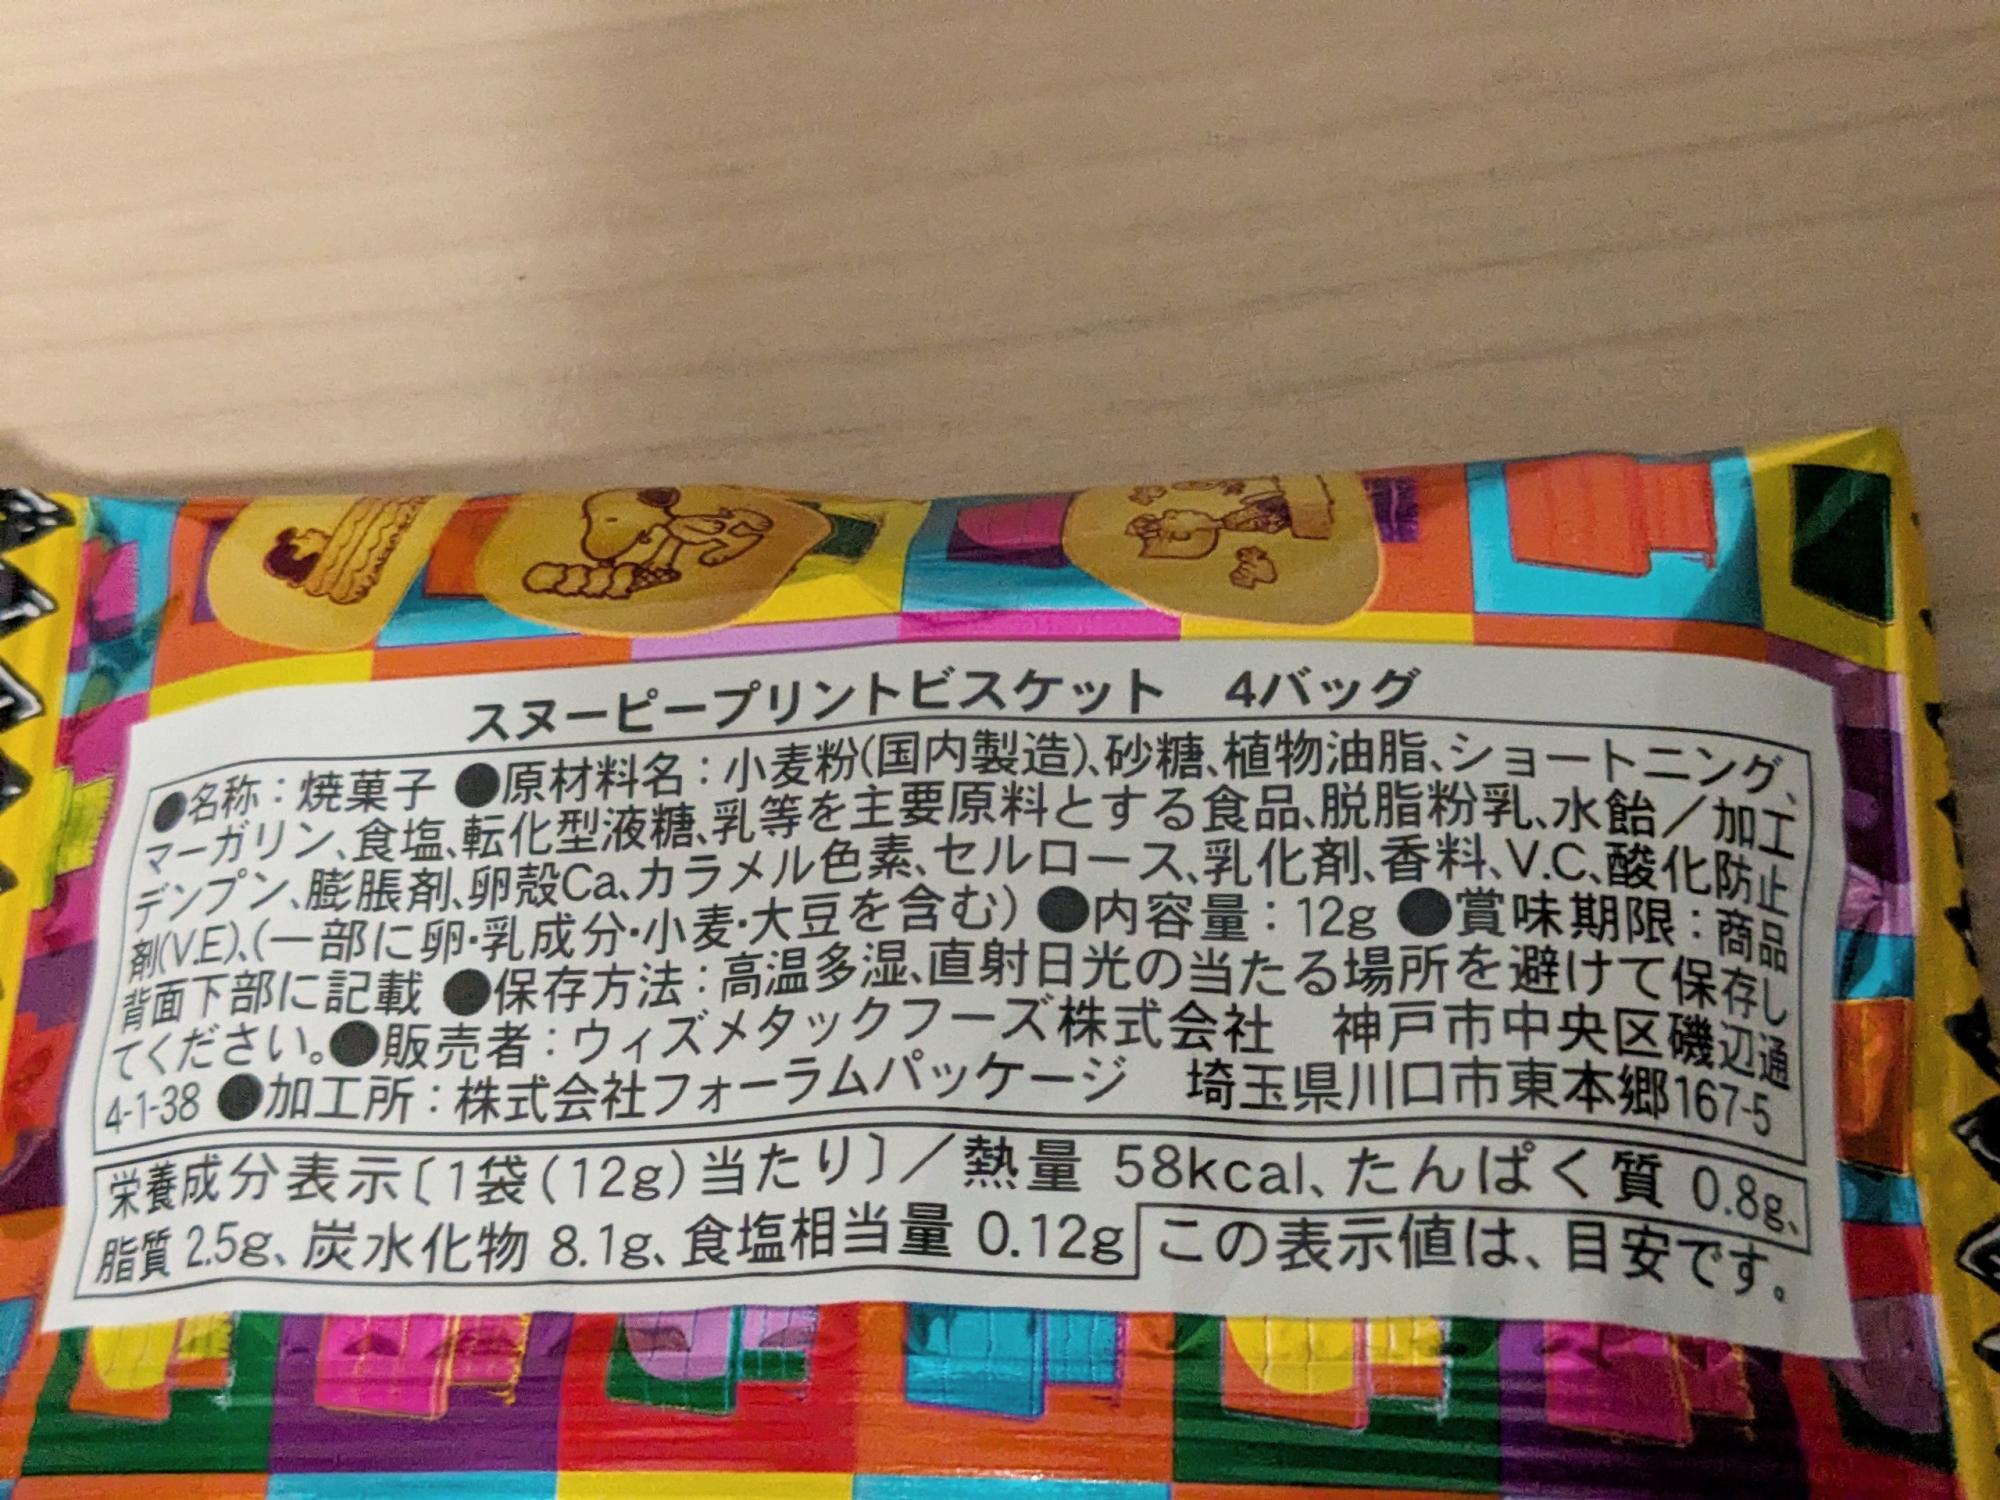 スヌーピープリントビスケット　4バッグ
●名称：焼菓子 ●原材料名：小麦粉(国内製造)、砂糖、植物油脂、ショートニング、
マーガリン、食塩、転化型液糖、乳等を主要原料とする食品、脱脂粉乳、水飴／加工
デンプン、膨脹剤、卵殻Ca、カラメル色素、セルロース、乳化剤、香料、V.C、酸化防止
剤(V.E)、(一部に卵・乳成分・小麦・大豆を含む) ●内容量：12g ●賞味期限：商品
背面下部に記載 ●保存方法：高温多湿、直射日光の当たる場所を避けて保存し
てください。●販売者：ウィズメタックフーズ株式会社　神戸市中央区磯辺通
4-1-38 ●加工所：株式会社フォーラムパッケージ　埼玉県川口市東本郷167-5
栄養成分表示〔1袋(12g)当たり〕／熱量 58kcal、たんぱく質 0.8g、
脂質 2.5g、炭水化物 8.1g、食塩相当量 0.12g この表示値は、目安です。